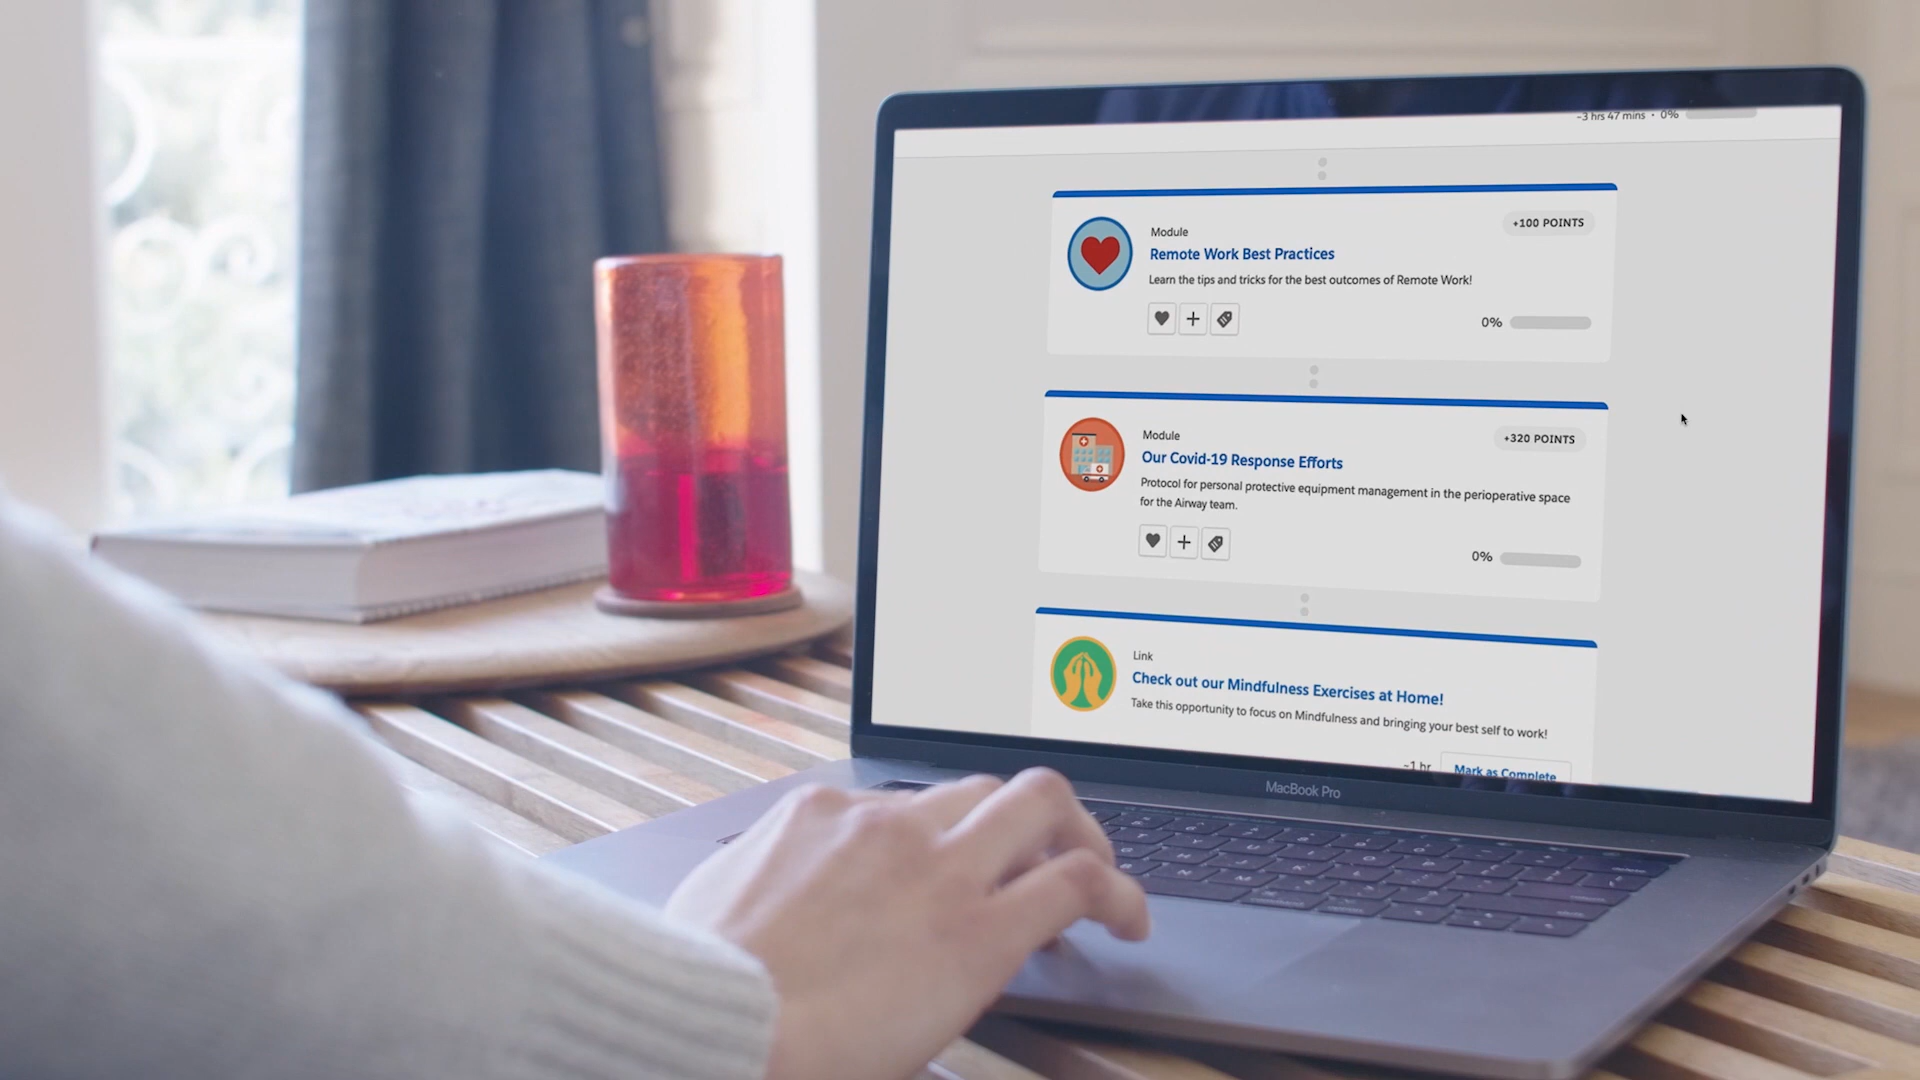 ~3 hrs 47 mins • 0%
+100 POINTS
Module
Remote Work Best Practices
Learn the tips and tricks for the best outcomes of Remote Work!
0%
+320 POINTS
Module
Our Covid-19 Response Efforts
Protocol for personal protective equipment management in the perioperative space
for the Airway team.
0%
Link
Check out our Mindfulness Exercises at Home!
Take this opportunity to focus on Mindfulness and bringing your best self to work!
~1 hr
Mark as Complete
MacBook Pro